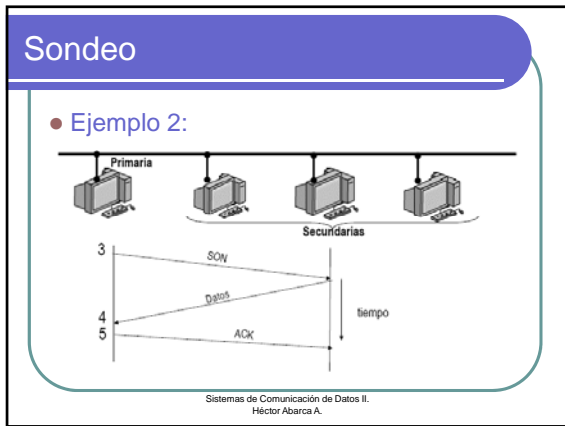 Sondeo
Ejemplo 2:
Primaria
Secundarias
3
SON
Datos
tiempo
4
5
ACK
Sistemas de Comunicación de Datos II.
Héctor Abarca A.